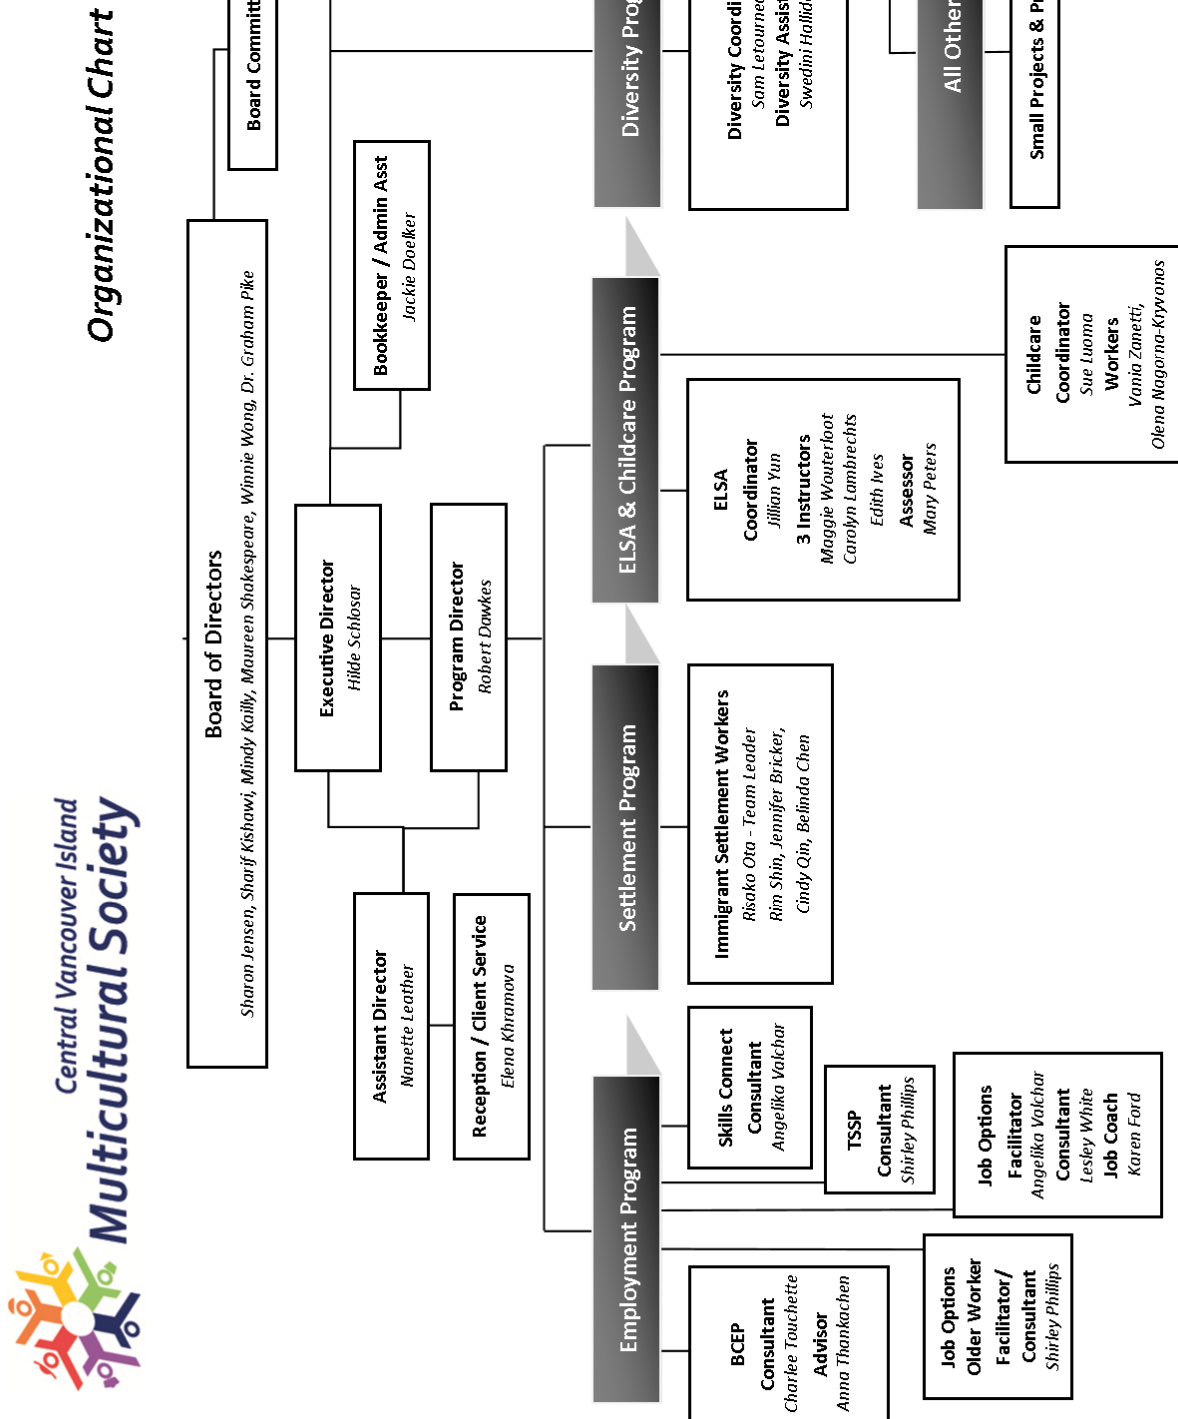 Central Vancouver Island
Multicultural Society
Organizational Chart
Board of Directors
Sharon Jensen, Sharif Kishawi, Mindy Kailly, Maureen Shakespeare, Winnie Wong, Dr. Graham Pike
Board Committ
Executive Director
Hilde Schlosar
Bookkeeper / Admin Asst
Jackie Doelker
Assistant Director
Nanette Leather
Program Director
Robert Dawkes
Reception / Client Service
Elena Khramova
Employment Program
Settlement Program
ELSA & Childcare Program
Diversity Prog
BCEP
Consultant
Charlee Touchette
Advisor
Anna Thankachen
Skills Connect
Consultant
Angelika Valchar
TSSP
Consultant
Shirley Phillips
Job Options
Older Worker
Facilitator/
Consultant
Shirley Phillips
Job Options
Facilitator
Angelika Valchar
Consultant
Lesley White
Job Coach
Karen Ford
Immigrant Settlement Workers
Risako Ota - Team Leader
Rim Shin, Jennifer Bricker,
Cindy Qin, Belinda Chen
ELSA
Coordinator
Jillian Yun
3 Instructors
Maggie Wouterloot
Carolyn Lambrechts
Edith Ives
Assessor
Mary Peters
Childcare
Coordinator
Sue Luoma
Workers
Vania Zanetti,
Olena Nagorna-Kryvonos
Diversity Coordi
Sam Letourne
Diversity Assist
Swedini Hallid
All Other
Small Projects &